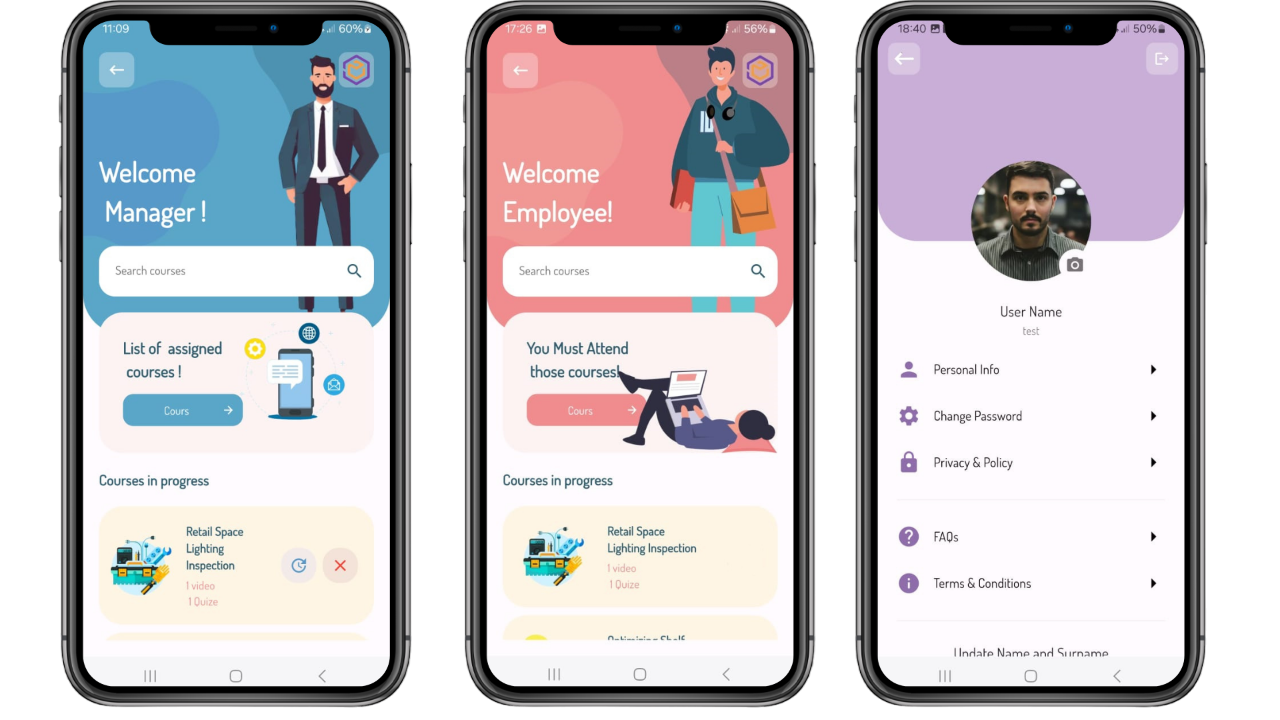 11:09
60%
Welcome
Manager !
Search courses
List of assigned
courses !
Cours
Courses in progress
Retail Space
Lighting
Inspection
1 video
1 Quize
17:26
56%
Welcome
Employee!
Search courses
You Must Attend
those courses!
Cours
Courses in progress
Retail Space
Lighting Inspection
1 video
1 Quize
Optimizing Shelf
18:40
50%
User Name
test
Personal Info
Change Password
Privacy & Policy
FAQs
Terms & Conditions
Update Name and Surname